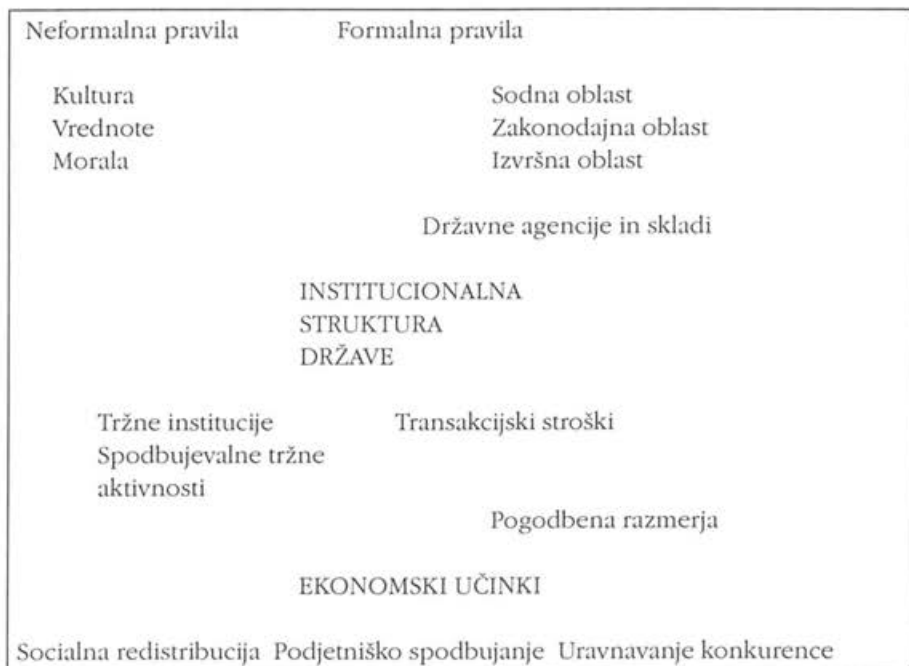 Neformalna pravila Formalna pravila
Kultura Sodna oblast
Vrednote Zakonodajna oblast
Morala Izvršna oblast
Državne agencije in skladi
INSTITUCIONALNA
STRUKTURA
DRŽAVE
Tržne institucije Transakcijski stroški
Spodbujevalne tržne
aktivnosti
Pogodbena razmerja
EKONOMSKI UČINKI
Socialna redistribucija Podjetniško spodbujanje Uravnavanje konkurence